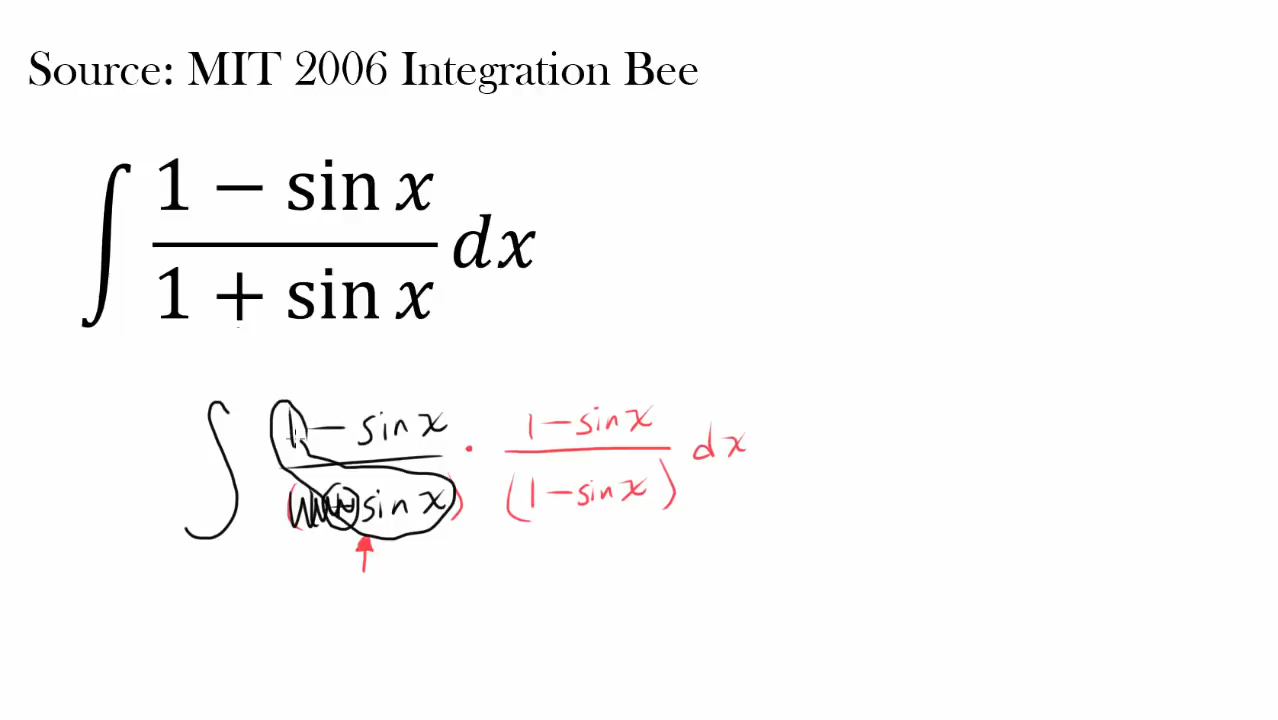 Source: MIT 2006 Integration Bee
∫ (1 − sin x)/(1 + sin x) dx
∫ (1 − sin x)/( sin x) · (1 − sin x)/(1 − sin x) dx